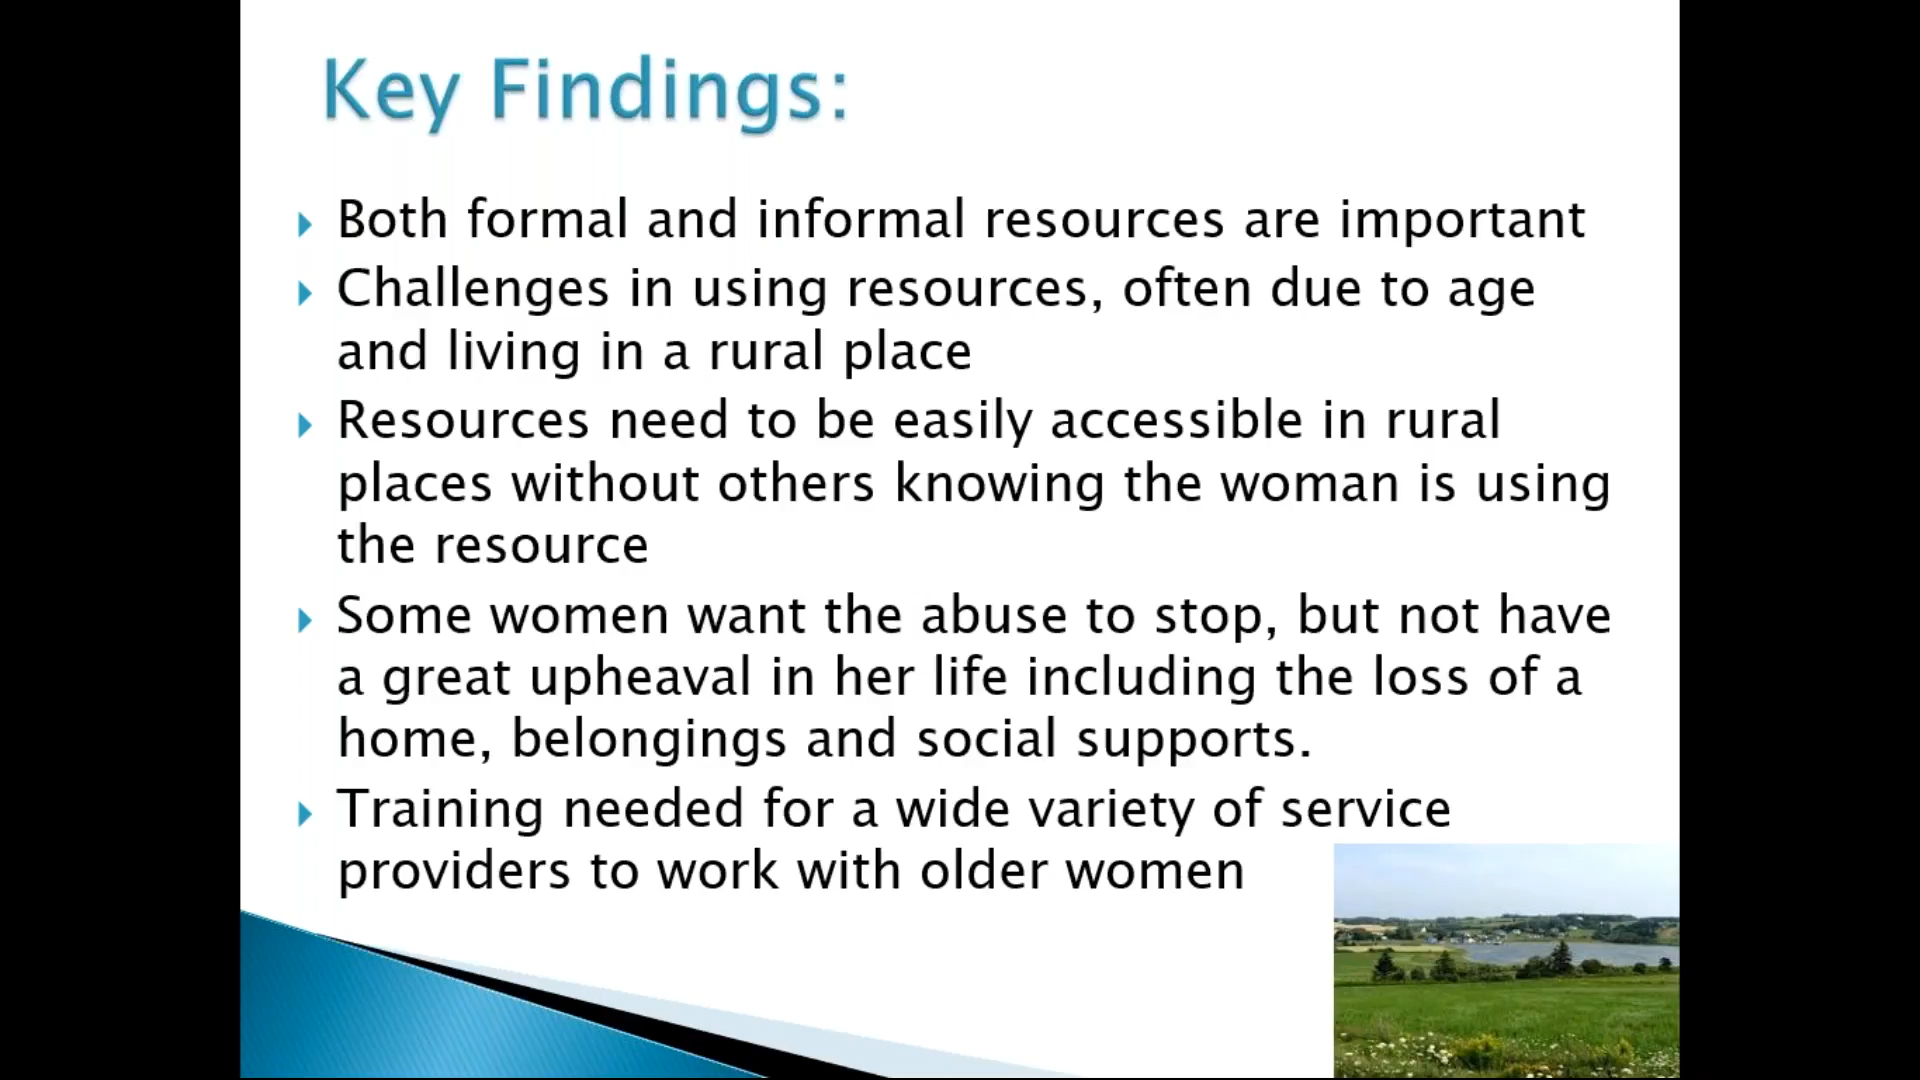 Key Findings:
Both formal and informal resources are important
Challenges in using resources, often due to age
and living in a rural place
Resources need to be easily accessible in rural
places without others knowing the woman is using
the resource
Some women want the abuse to stop, but not have
a great upheaval in her life including the loss of a
home, belongings and social supports.
Training needed for a wide variety of service
providers to work with older women